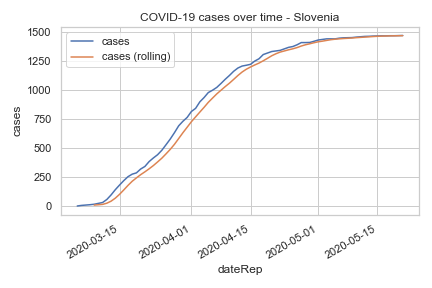 COVID-19 cases over time - Slovenia
cases
cases (rolling)
1500
1250
1000
750
500
250
0
cases
2020-03-15
2020-04-01
2020-04-15
2020-05-01
2020-05-15
dateRep